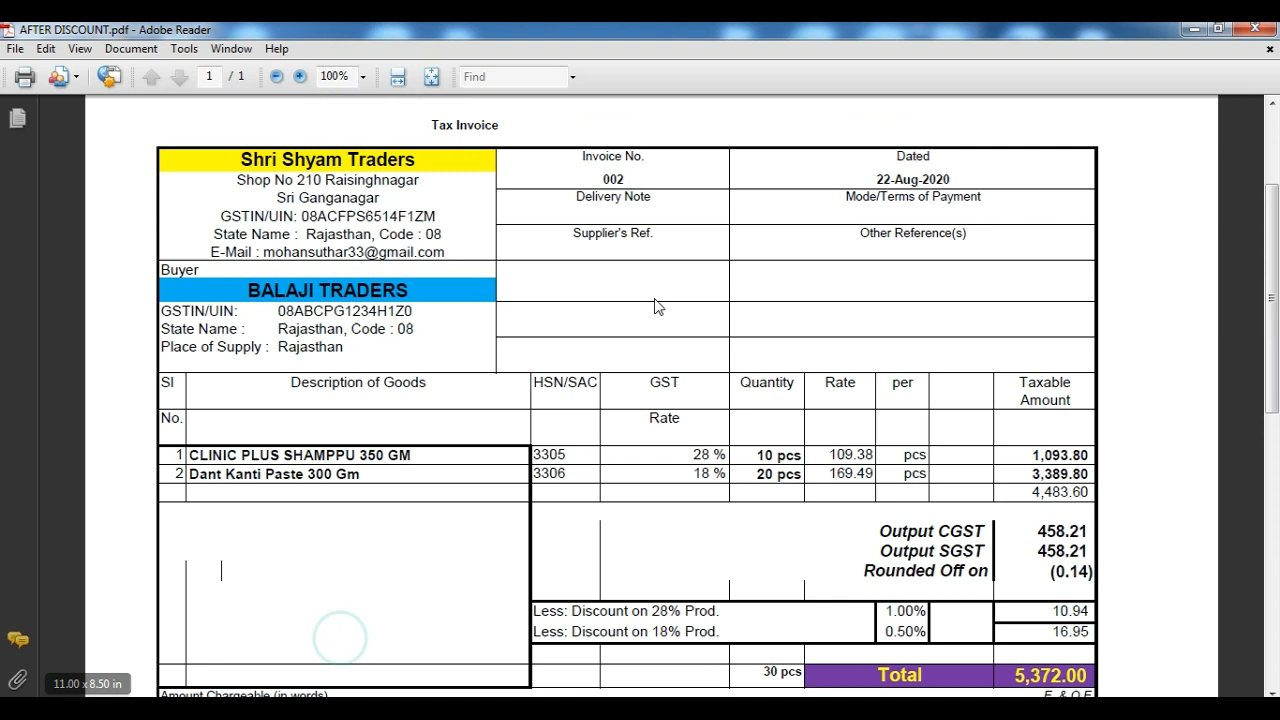 AFTER DISCOUNT.pdf - Adobe Reader
File Edit View Document Tools Window Help
1 / 1 100% Find
Tax Invoice
Shri Shyam Traders
Shop No 210 Raisinghnagar
Sri Ganganagar
GSTIN/UIN: 08ACFPS6514F1ZM
State Name : Rajasthan, Code : 08
E-Mail : mohansuthar33@gmail.com
Invoice No. Dated
002 22-Aug-2020
Delivery Note Mode/Terms of Payment
Supplier's Ref. Other Reference(s)
Buyer
BALAJI TRADERS
GSTIN/UIN: 08ABCPG1234H1Z0
State Name : Rajasthan, Code : 08
Place of Supply : Rajasthan
Sl Description of Goods HSN/SAC GST Quantity Rate per Taxable
Amount
No. Rate
1 CLINIC PLUS SHAMPPU 350 GM 3305 28 % 10 pcs 109.38 pcs 1,093.80
2 Dant Kanti Paste 300 Gm 3306 18 % 20 pcs 169.49 pcs 3,389.80
4,483.60
Output CGST 458.21
Output SGST 458.21
Rounded Off on (0.14)
Less: Discount on 28% Prod. 1.00% 10.94
Less: Discount on 18% Prod. 0.50% 16.95
30 pcs Total 5,372.00
Amount Chargeable (in words) E. & O.E
11.00 x 8.50 in